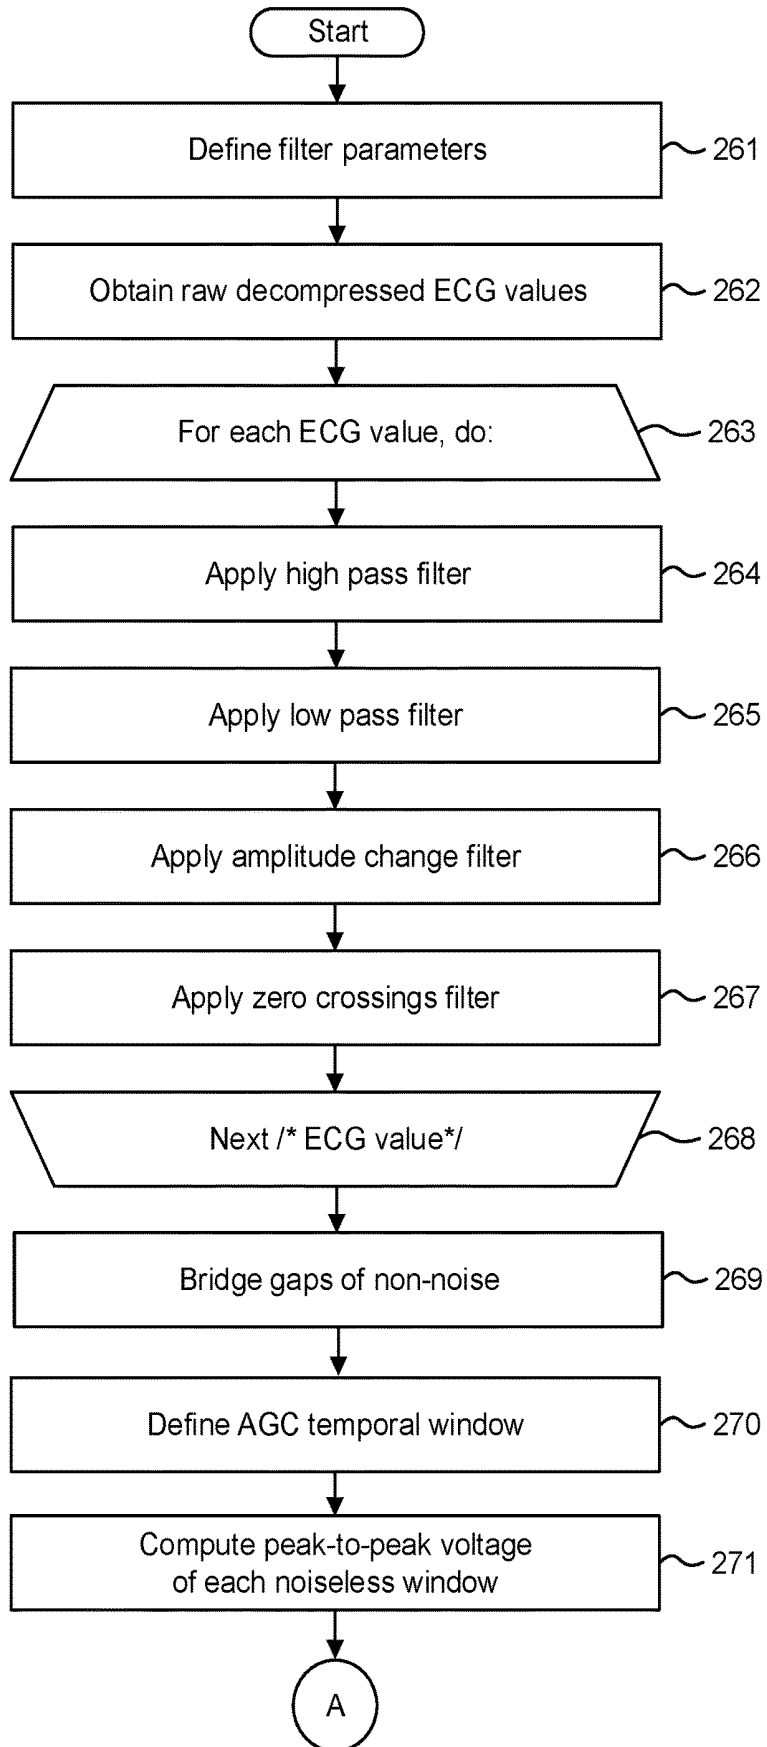 Start
Define filter parameters
261
Obtain raw decompressed ECG values
262
For each ECG value, do:
263
Apply high pass filter
264
Apply low pass filter
265
Apply amplitude change filter
266
Apply zero crossings filter
267
Next /* ECG value*/
268
Bridge gaps of non-noise
269
Define AGC temporal window
270
Compute peak-to-peak voltage
of each noiseless window
271
A